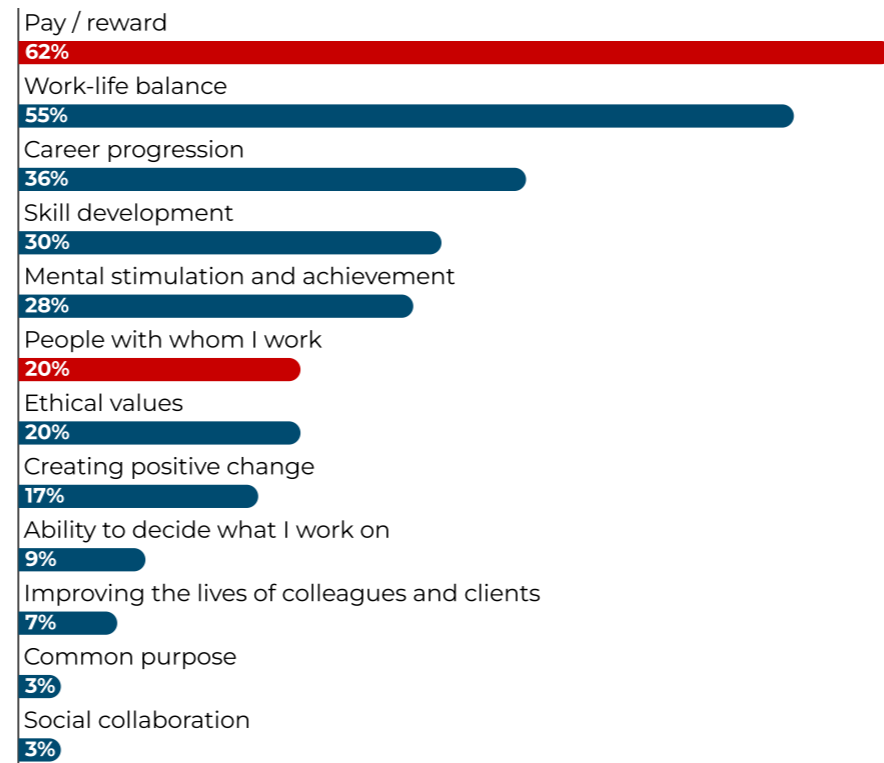 Pay / reward
62%
Work-life balance
55%
Career progression
36%
Skill development
30%
Mental stimulation and achievement
28%
People with whom I work
20%
Ethical values
20%
Creating positive change
17%
Ability to decide what I work on
9%
Improving the lives of colleagues and clients
7%
Common purpose
3%
Social collaboration
3%